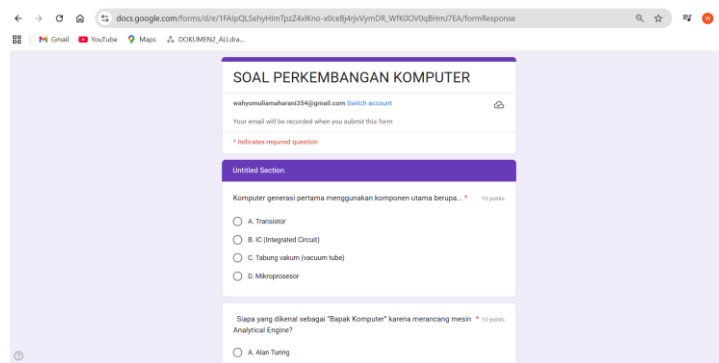 docs.google.com/forms/d/e/1FAIpQLSehyHlmTpzZ4xlKno-x0ceBj4rjvVymDR_WfK0OV0qBHmJ7EA/formResponse
W
Gmail YouTube Maps DOKUMEN2_ALI.dra...
SOAL PERKEMBANGAN KOMPUTER
wahyumuliamaharani354@gmail.com Switch account
Your email will be recorded when you submit this form
* Indicates required question
Untitled Section
Komputer generasi pertama menggunakan komponen utama berupa... * 10 points
A. Transistor
B. IC (Integrated Circuit)
C. Tabung vakum (vacuum tube)
D. Mikroprosesor
Siapa yang dikenal sebagai "Bapak Komputer" karena merancang mesin * 10 points
Analytical Engine?
A. Alan Turing